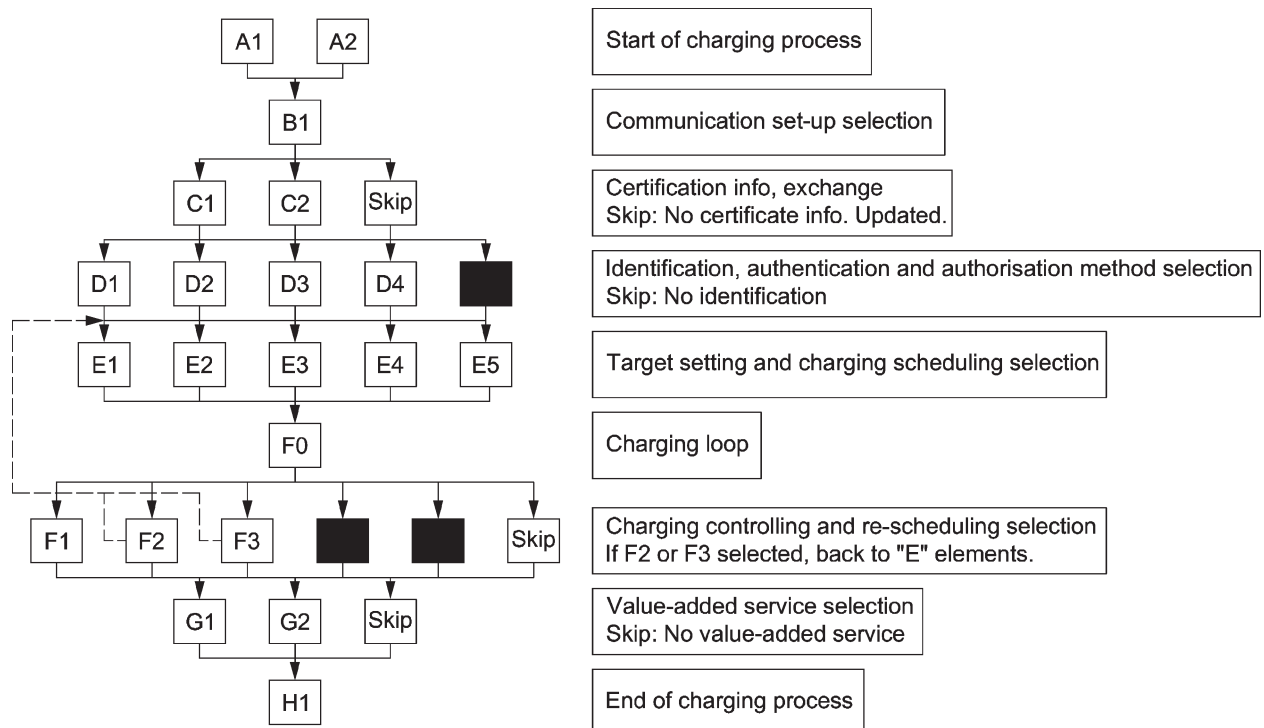 A1 A2 Start of charging process
B1 Communication set-up selection
C1 C2 Skip Certification info, exchange
Skip: No certificate info. Updated.
D1 D2 D3 D4 Identification, authentication and authorisation method selection
Skip: No identification
E1 E2 E3 E4 E5 Target setting and charging scheduling selection
F0 Charging loop
F1 F2 F3 Skip Charging controlling and re-scheduling selection
If F2 or F3 selected, back to "E" elements.
G1 G2 Skip Value-added service selection
Skip: No value-added service
H1 End of charging process